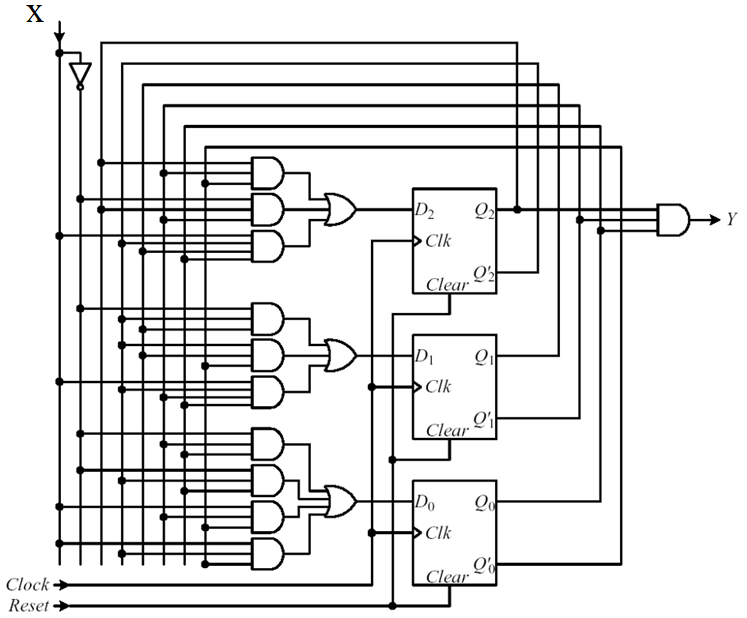 X
D₂ Q₂
Y
Clk
Q′₂
Clear
D₁ Q₁
Clk
Q′₁
Clear
D₀ Q₀
Clk
Q′₀
Clear
Clock
Reset